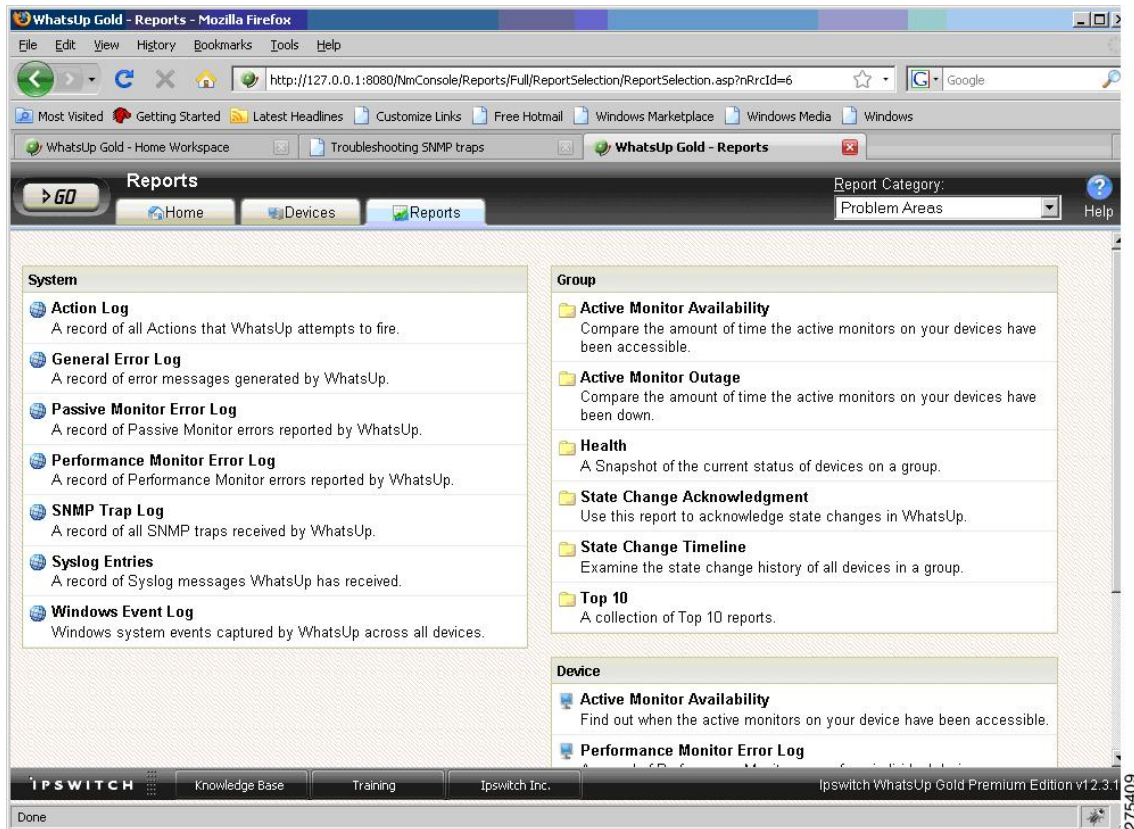 WhatsUp Gold - Reports - Mozilla Firefox
File Edit View History Bookmarks Tools Help
http://127.0.0.1:8080/NmConsole/Reports/Full/ReportSelection/ReportSelection.asp?nRrcId=6
Google
Most Visited Getting Started Latest Headlines Customize Links Free Hotmail Windows Marketplace Windows Media Windows
WhatsUp Gold - Home Workspace Troubleshooting SNMP traps WhatsUp Gold - Reports
GO
Reports
Home Devices Reports
Report Category:
Problem Areas
Help
System
Action Log
A record of all Actions that WhatsUp attempts to fire.
General Error Log
A record of error messages generated by WhatsUp.
Passive Monitor Error Log
A record of Passive Monitor errors reported by WhatsUp.
Performance Monitor Error Log
A record of Performance Monitor errors reported by WhatsUp.
SNMP Trap Log
A record of all SNMP traps received by WhatsUp.
Syslog Entries
A record of Syslog messages WhatsUp has received.
Windows Event Log
Windows system events captured by WhatsUp across all devices.
Group
Active Monitor Availability
Compare the amount of time the active monitors on your devices have
been accessible.
Active Monitor Outage
Compare the amount of time the active monitors on your devices have
been down.
Health
A Snapshot of the current status of devices on a group.
State Change Acknowledgment
Use this report to acknowledge state changes in WhatsUp.
State Change Timeline
Examine the state change history of all devices in a group.
Top 10
A collection of Top 10 reports.
Device
Active Monitor Availability
Find out when the active monitors on your device have been accessible.
Performance Monitor Error Log
IPSWITCH Knowledge Base Training Ipswitch Inc. Ipswitch WhatsUp Gold Premium Edition v12.3.1
Done
275409